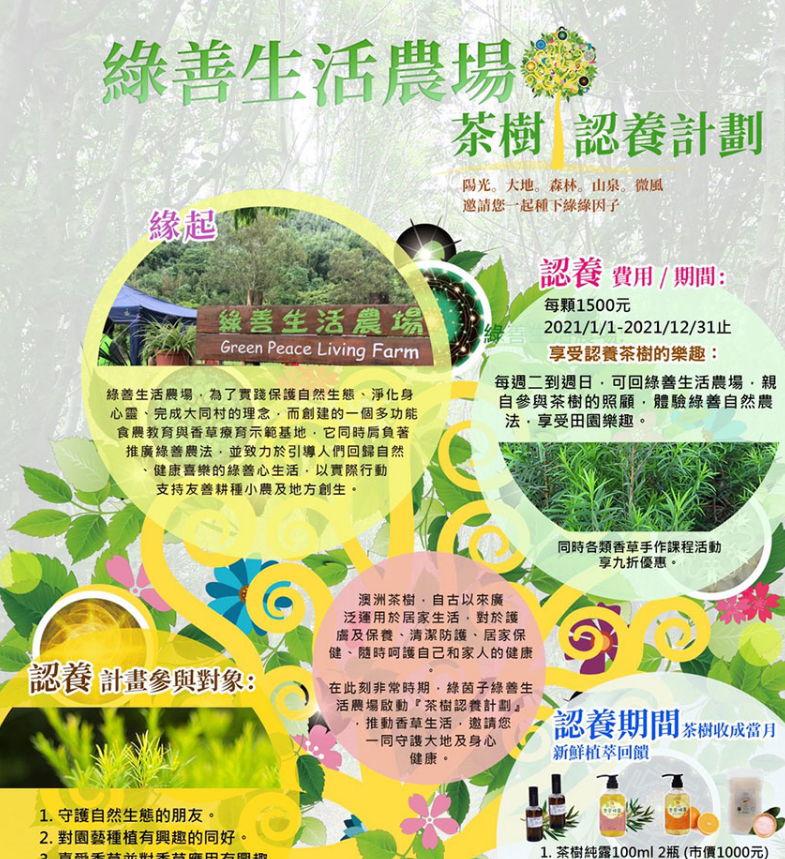 綠善生活農場
茶樹 認養計劃
陽光。大地。森林。山泉。微風
邀請您一起種下綠綠因子
緣起
綠善生活農場
Green Peace Living Farm
綠善生活農場，為了實踐保護自然生態、淨化身
心靈、完成大同村的理念，而創建的一個多功能
食農教育與香草療育示範基地，它同時肩負著
推廣綠善農法，並致力於引導人們回歸自然
、健康喜樂的綠善心生活，以實際行動
支持友善耕種小農及地方創生。
認養 費用 / 期間：
每顆1500元
2021/1/1-2021/12/31止
享受認養茶樹的樂趣：
每週二到週日，可回綠善生活農場，親
自參與茶樹的照顧，體驗綠善自然農
法，享受田園樂趣。
同時各類香草手作課程活動
享九折優惠。
澳洲茶樹，自古以來廣
泛運用於居家生活，對於護
膚及保養、清潔防護、居家保
健、隨時呵護自己和家人的健康
。
在此刻非常時期，綠茵子綠善生
活農場啟動『茶樹認養計劃』
，推動香草生活，邀請您
一同守護大地及身心
健康。
認養 計畫參與對象：
1. 守護自然生態的朋友。
2. 對園藝種植有興趣的同好。
3. 喜愛香草並對香草應用有興趣
認養期間 茶樹收成當月
新鮮植萃回饋
1. 茶樹純露100ml 2瓶 (市價1000元)